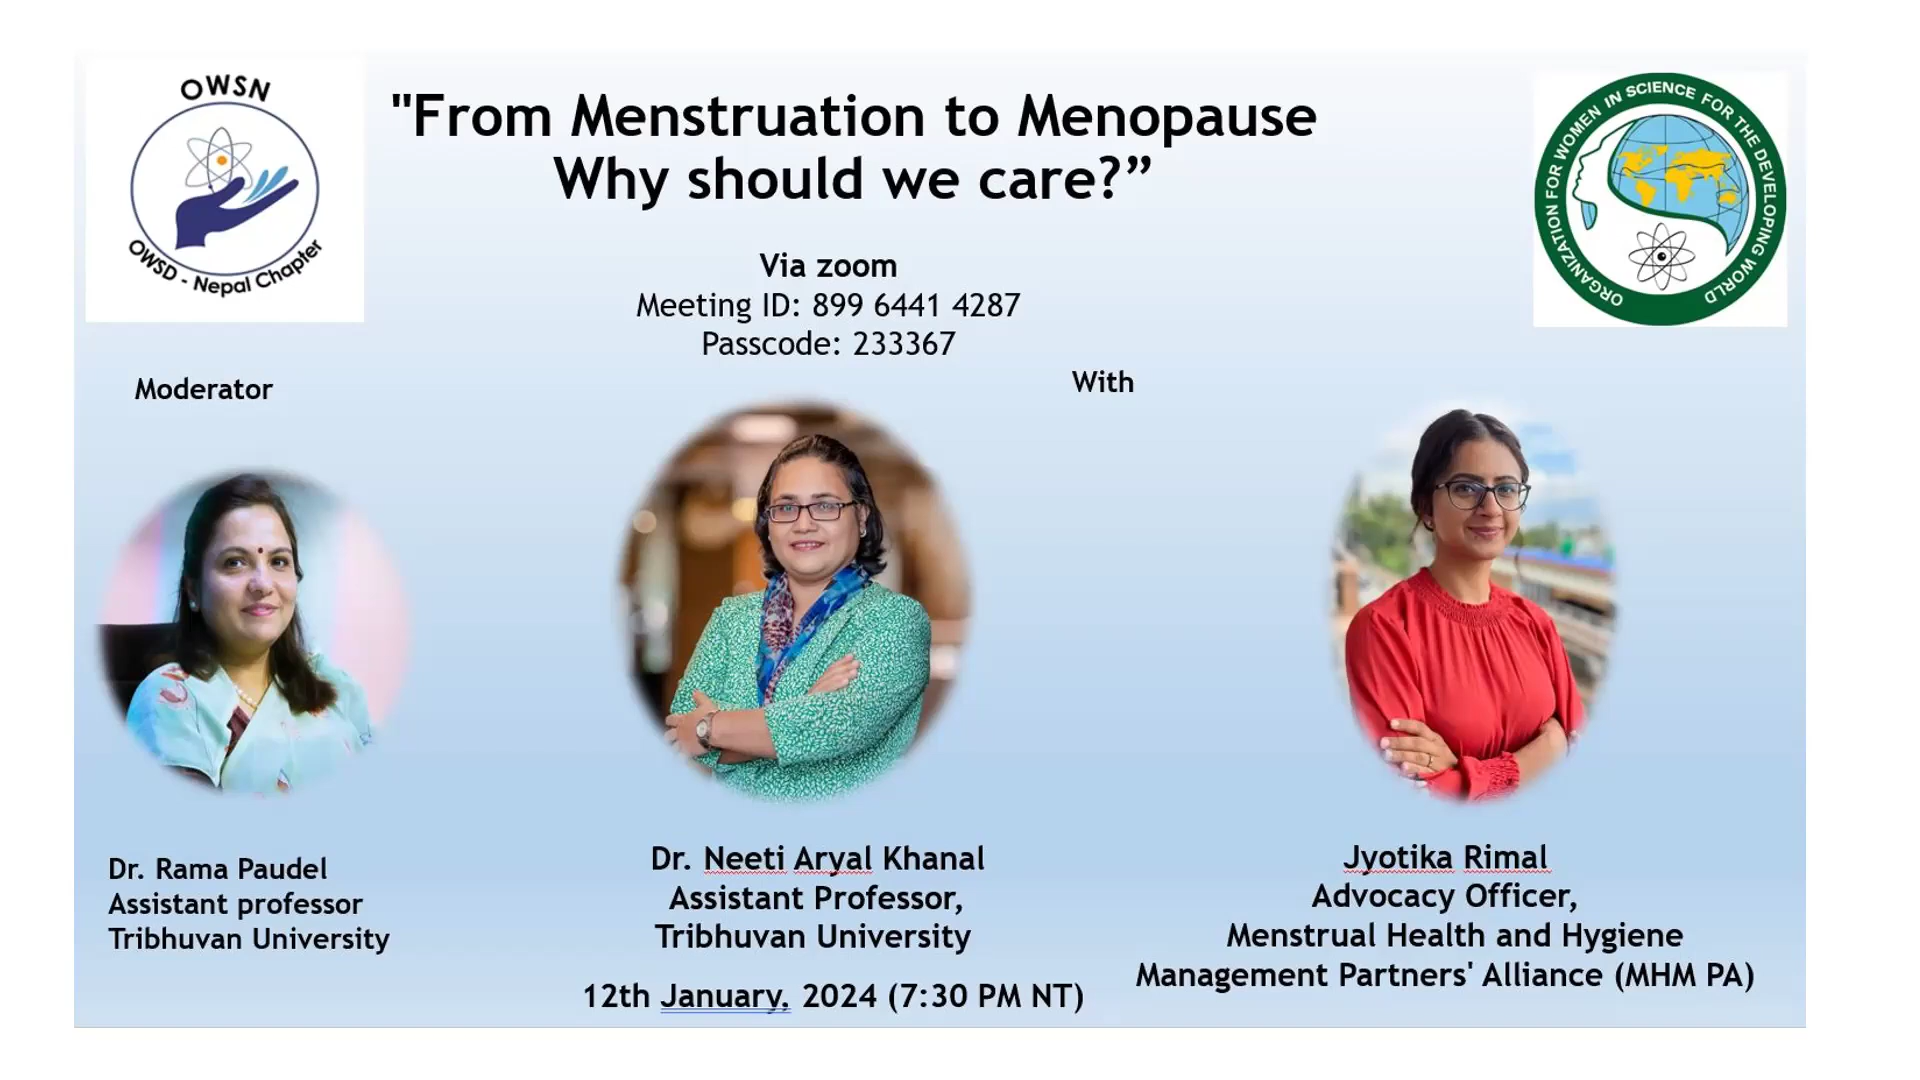 OWSN
OWSD - Nepal Chapter
"From Menstruation to Menopause
Why should we care?”
ORGANIZATION FOR WOMEN IN SCIENCE FOR THE DEVELOPING WORLD
Via zoom
Meeting ID: 899 6441 4287
Passcode: 233367
Moderator
With
Dr. Rama Paudel
Assistant professor
Tribhuvan University
Dr. Neeti Aryal Khanal
Assistant Professor,
Tribhuvan University
Jyotika Rimal
Advocacy Officer,
Menstrual Health and Hygiene
Management Partners' Alliance (MHM PA)
12th January, 2024 (7:30 PM NT)